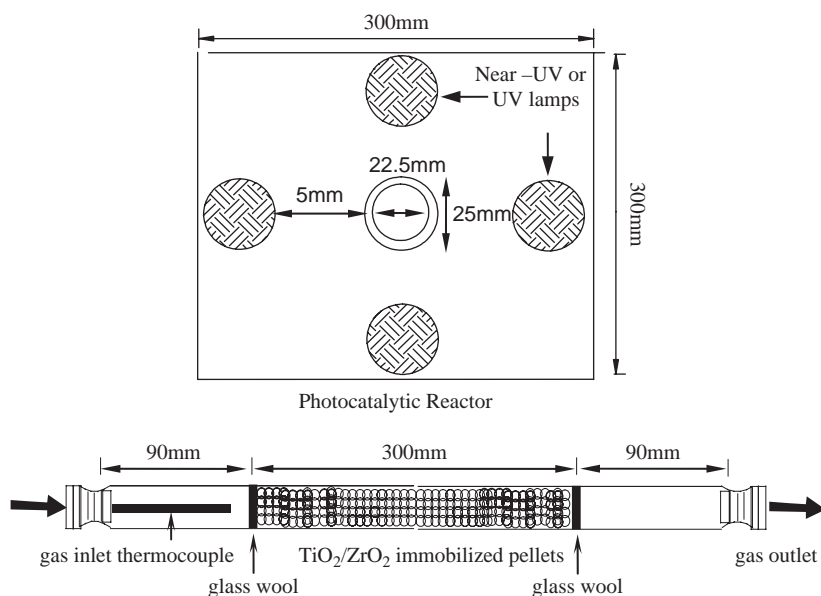 300mm
Near –UV or
UV lamps
22.5mm
5mm
25mm
300mm
Photocatalytic Reactor
90mm
300mm
90mm
gas inlet thermocouple
TiO₂/ZrO₂ immobilized pellets
gas outlet
glass wool
glass wool